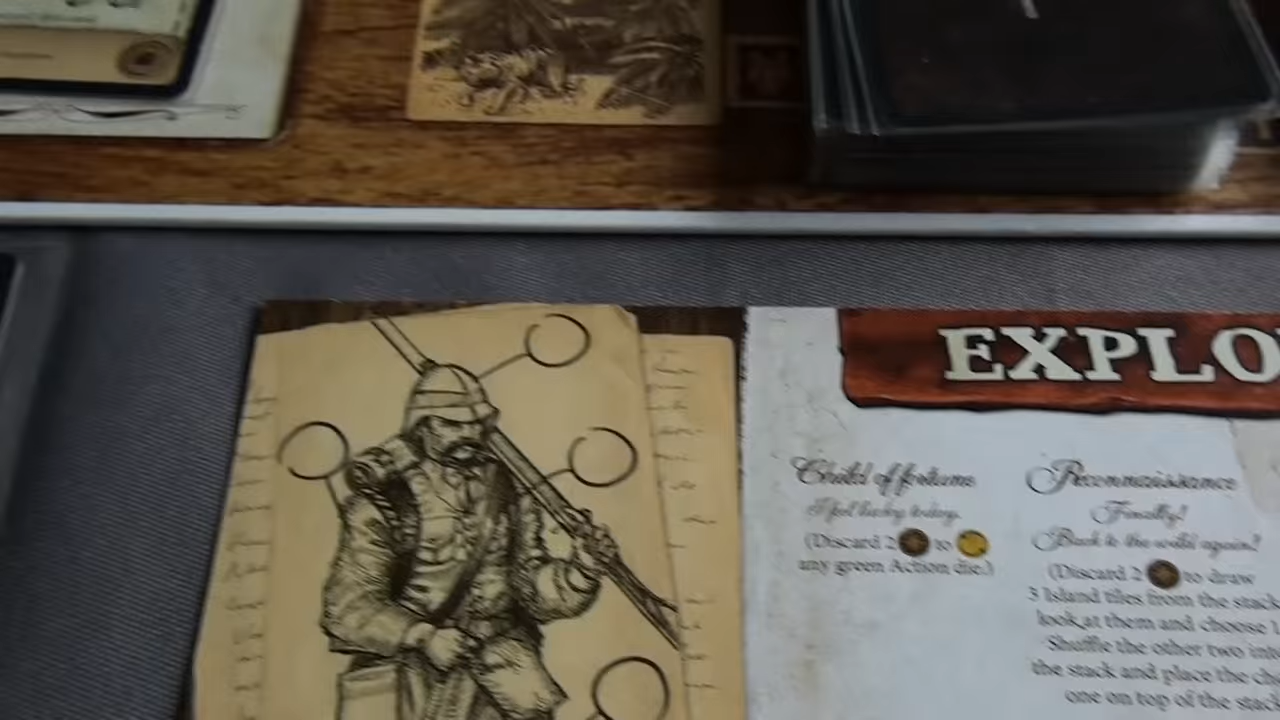 EXPLO
Child of fortune
I feel lucky today.
(Discard 2 to
any green Action die.)
Reconnaissance
Finally!
Back to the wild again!
(Discard 2 to draw
3 Island tiles from the stack
look at them and choose 1
Shuffle the other two into
the stack and place the
one on top of the stack